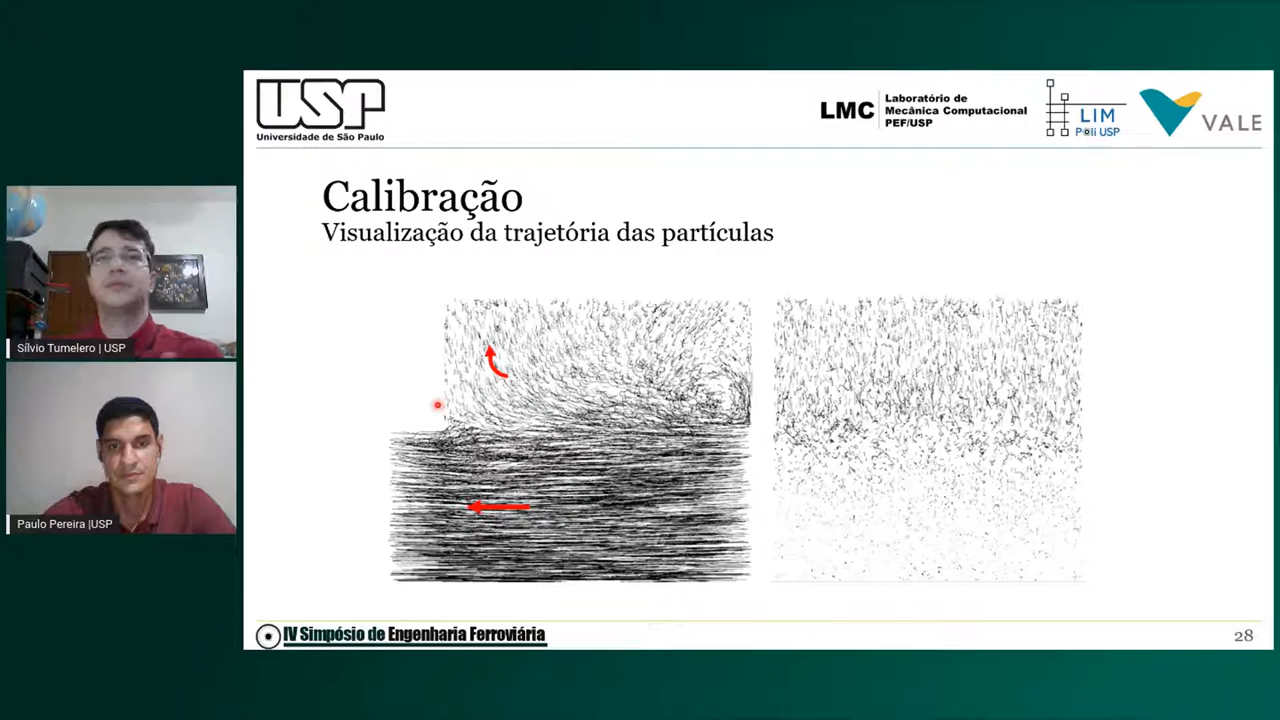 USP
Universidade de São Paulo
LMC
Laboratório de
Mecânica Computacional
PEF/USP
LIM
Poli USP
VALE
Calibração
Visualização da trajetória das partículas
Sílvio Tumelero | USP
Paulo Pereira |USP
IV Simpósio de Engenharia Ferroviária
28